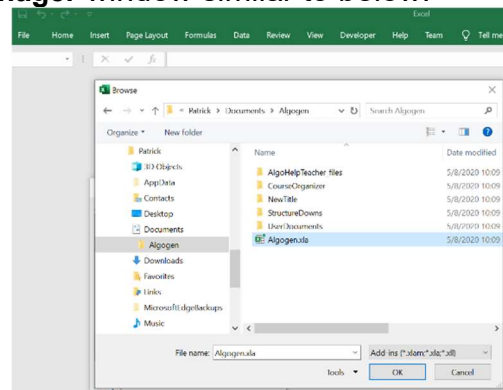 window similar to below:
Excel
File Home Insert Page Layout Formulas Data Review View Developer Help Team Tell me
Browse
« Patrick > Documents > Algogen
Search Algogen
Organize New folder
Patrick
3D Objects
AppData
Contacts
Desktop
Documents
Algogen
Downloads
Favorites
Links
MicrosoftEdgeBackups
Music
Name Date modified
AlgoHelpTeacher files 5/8/2020 10:09
CourseOrganizer 5/8/2020 10:09
NewTitle 5/8/2020 10:09
StructureDowns 5/8/2020 10:09
UserDocuments 5/8/2020 10:09
Algogen.xla 5/8/2020 10:09
File name: Algogen.xla Add-ins (*.xlam;*.xla;*.xll)
Tools OK Cancel